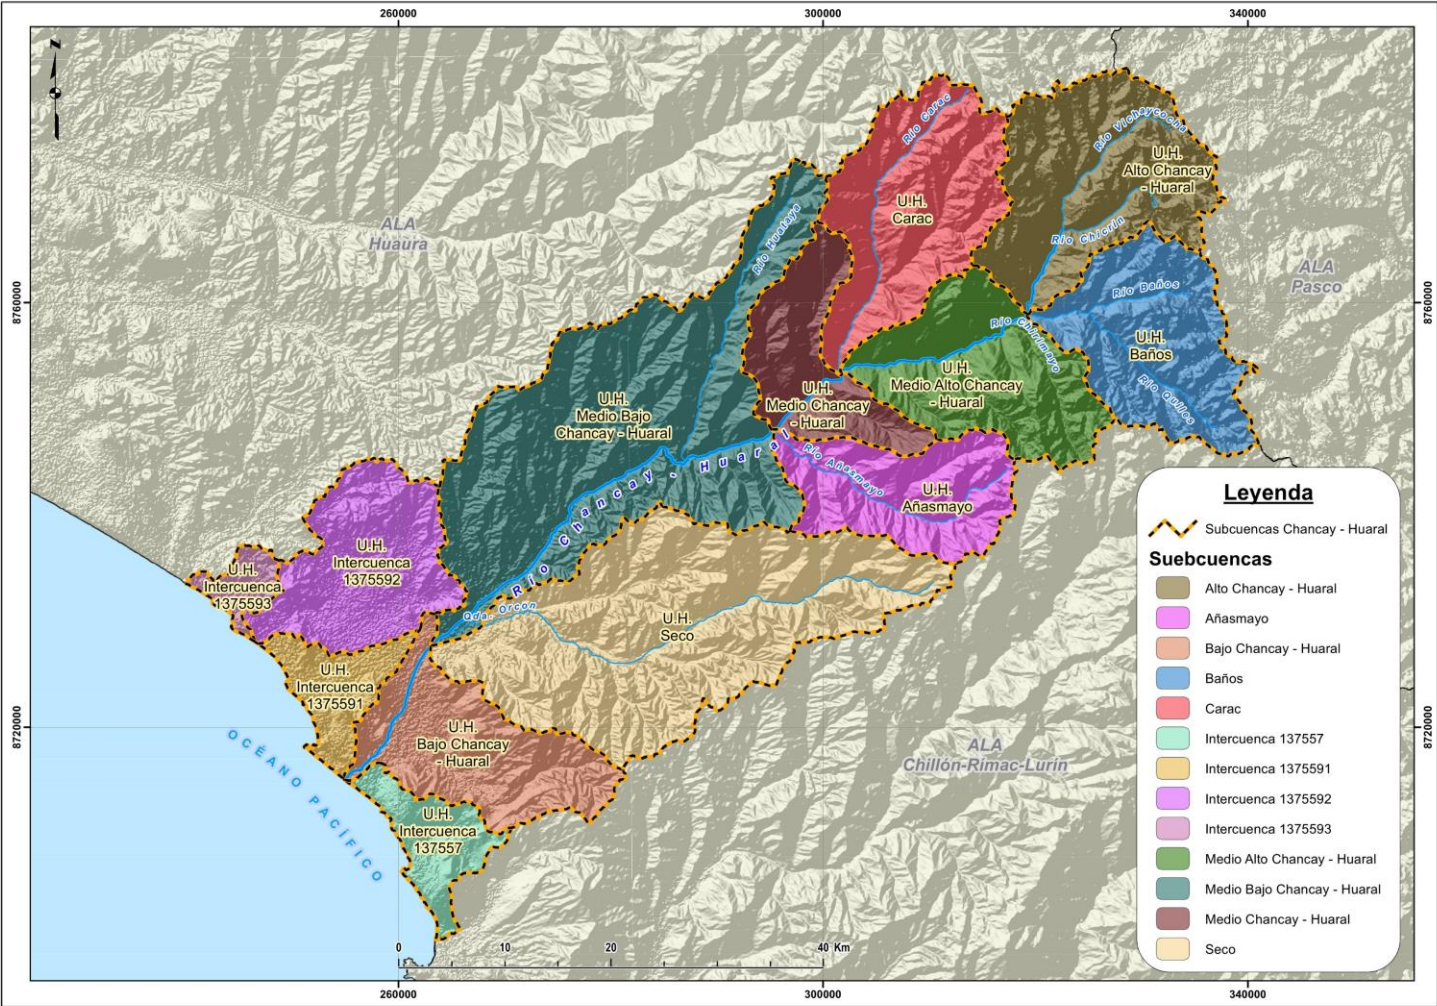 260000
300000
340000
N
8760000
8760000
8720000
8720000
Río Carac
Río Vichaycocha
U.H.
Alto Chancay
- Huaral
U.H.
Carac
Río Chicrin
Río Huataya
ALA
Huaura
ALA
Pasco
Río Baños
U.H.
Baños
Río Quiles
Río Chirimayo
U.H.
Medio Alto Chancay
- Huaral
U.H.
Medio Chancay
- Huaral
U.H.
Medio Bajo
Chancay - Huaral
Río Chancay - Huaral
Río Añasmayo
U.H.
Añasmayo
U.H.
Intercuenca
1375592
U.H.
Intercuenca
1375593
Qda. Orcon
U.H.
Seco
U.H.
Intercuenca
1375591
U.H.
Bajo Chancay
- Huaral
ALA
Chillón-Rímac-Lurín
OCÉANO PACÍFICO
U.H.
Intercuenca
137557
0 10 20 40 Km
Leyenda
Subcuencas Chancay - Huaral
Suebcuencas
Alto Chancay - Huaral
Añasmayo
Bajo Chancay - Huaral
Baños
Carac
Intercuenca 137557
Intercuenca 1375591
Intercuenca 1375592
Intercuenca 1375593
Medio Alto Chancay - Huaral
Medio Bajo Chancay - Huaral
Medio Chancay - Huaral
Seco
260000
300000
340000